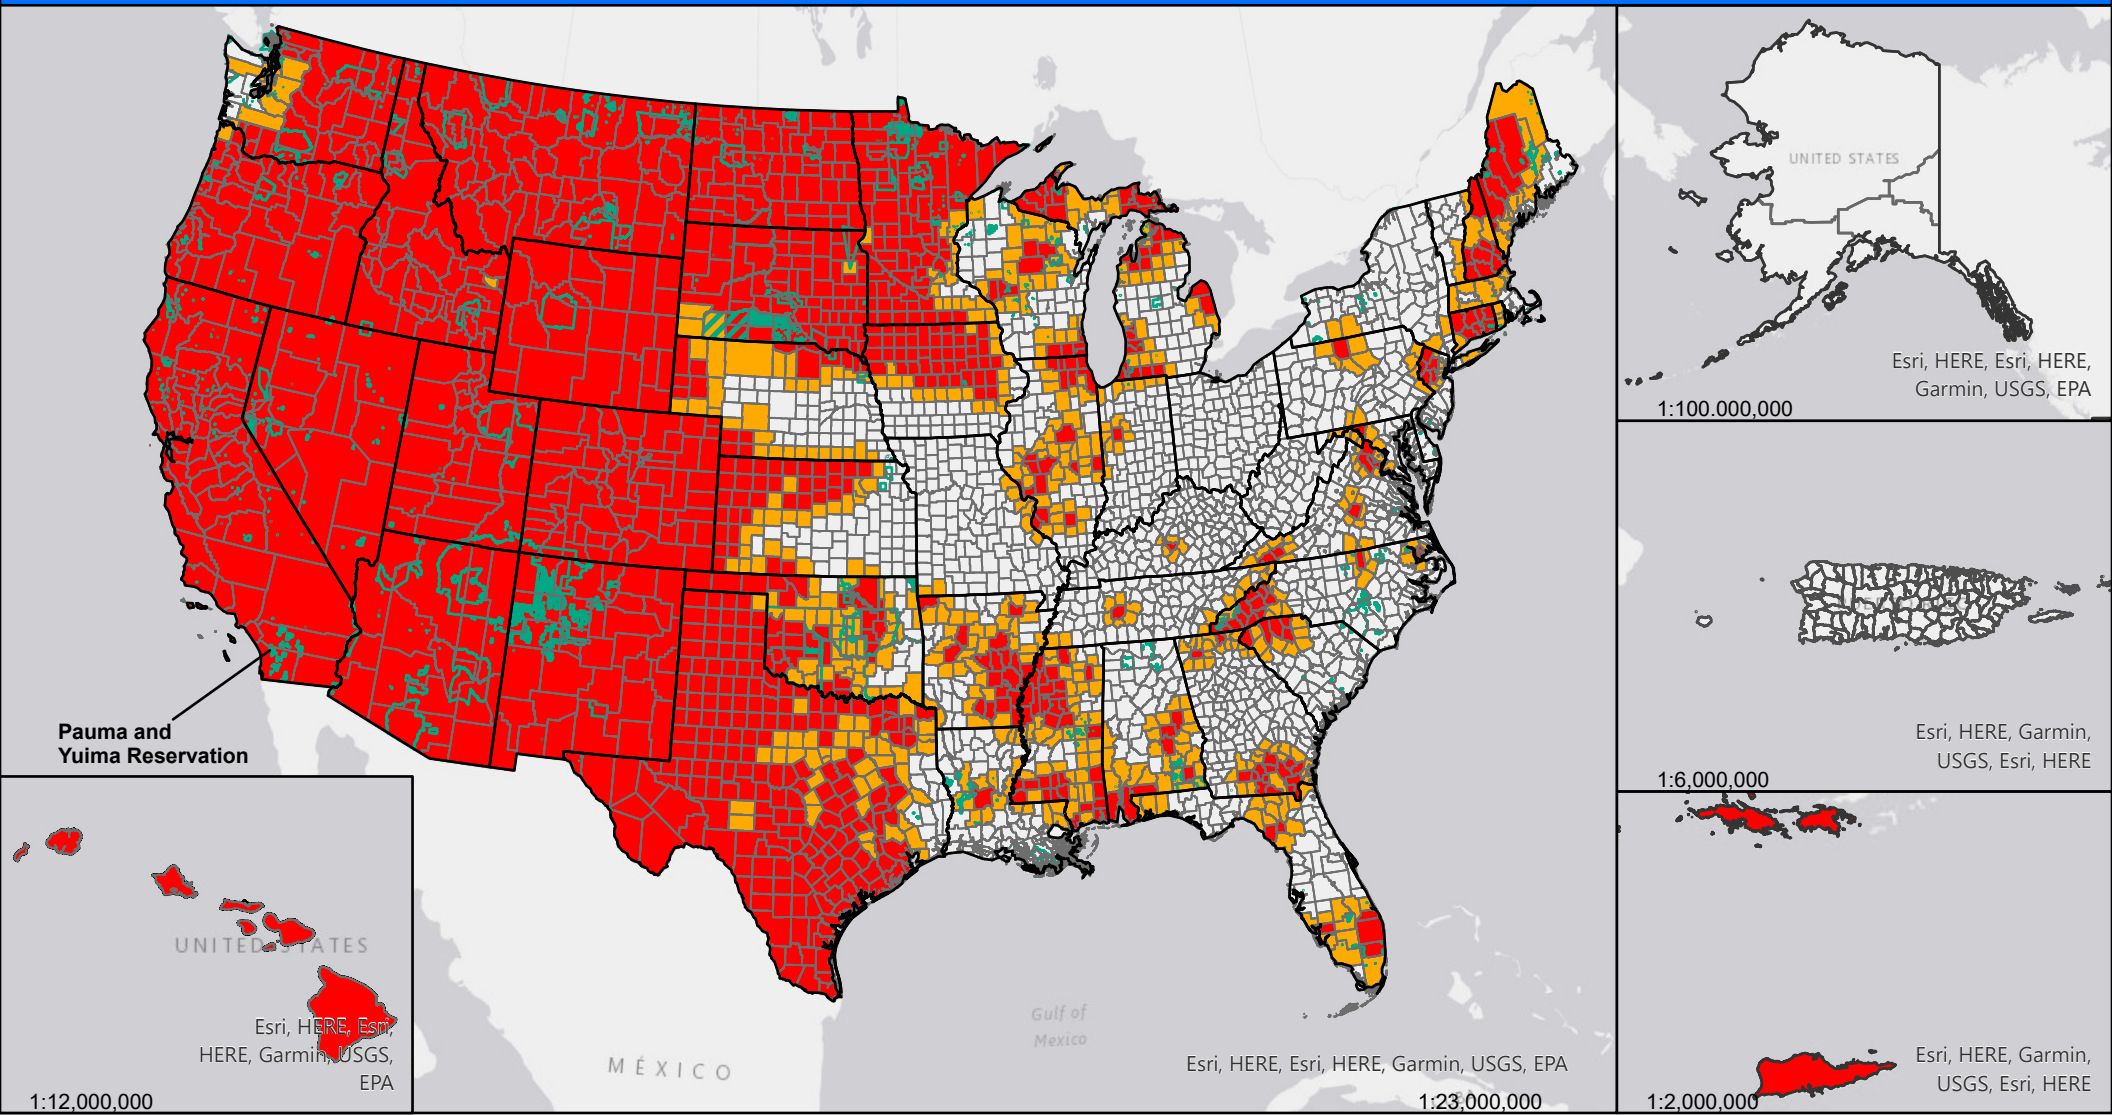 UNITED STATES
Esri, HERE, Esri, HERE,
Garmin, USGS, EPA
1:100.000,000
Esri, HERE, Garmin,
USGS, Esri, HERE
1:6,000,000
Pauma and
Yuima Reservation
UNITED STATES
Esri, HERE, Esri,
HERE, Garmin, USGS,
EPA
1:12,000,000
Gulf of
Mexico
MÉXICO
Esri, HERE, Esri, HERE, Garmin, USGS, EPA
1:23,000,000
Esri, HERE, Garmin,
USGS, Esri, HERE
1:2,000,000